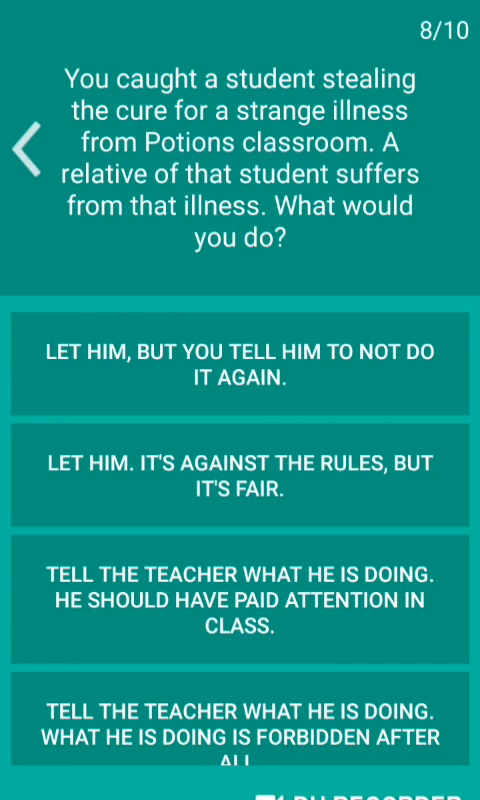 8/10
You caught a student stealing
the cure for a strange illness
from Potions classroom. A
relative of that student suffers
from that illness. What would
you do?
LET HIM, BUT YOU TELL HIM TO NOT DO
IT AGAIN.
LET HIM. IT'S AGAINST THE RULES, BUT
IT'S FAIR.
TELL THE TEACHER WHAT HE IS DOING.
HE SHOULD HAVE PAID ATTENTION IN
CLASS.
TELL THE TEACHER WHAT HE IS DOING.
WHAT HE IS DOING IS FORBIDDEN AFTER
ALL
RECORDER